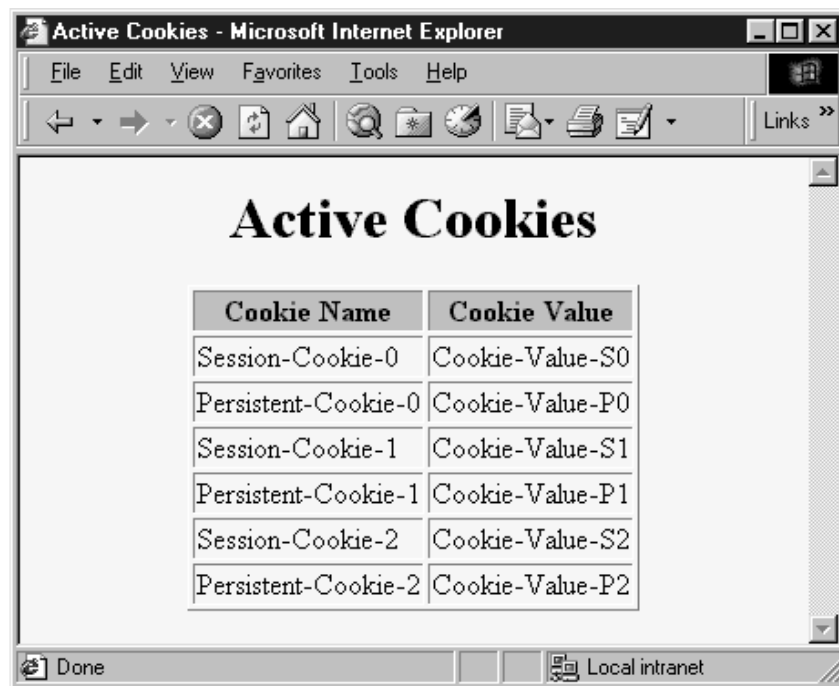 Active Cookies - Microsoft Internet Explorer
File Edit View Favorites Tools Help
Links »
Active Cookies
Cookie Name Cookie Value
Session-Cookie-0 Cookie-Value-S0
Persistent-Cookie-0 Cookie-Value-P0
Session-Cookie-1 Cookie-Value-S1
Persistent-Cookie-1 Cookie-Value-P1
Session-Cookie-2 Cookie-Value-S2
Persistent-Cookie-2 Cookie-Value-P2
Done Local intranet